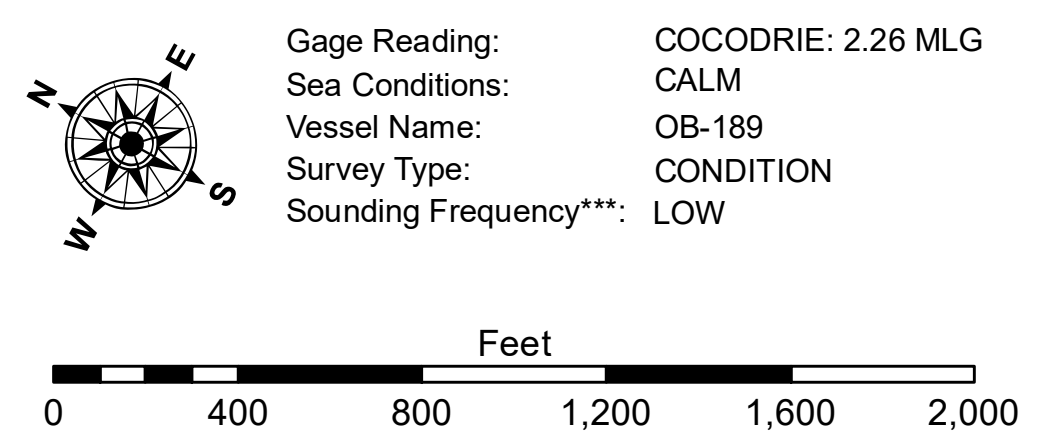 N
E
S
W
Gage Reading: COCODRIE: 2.26 MLG
Sea Conditions: CALM
Vessel Name: OB-189
Survey Type: CONDITION
Sounding Frequency***: LOW
Feet
0 400 800 1,200 1,600 2,000